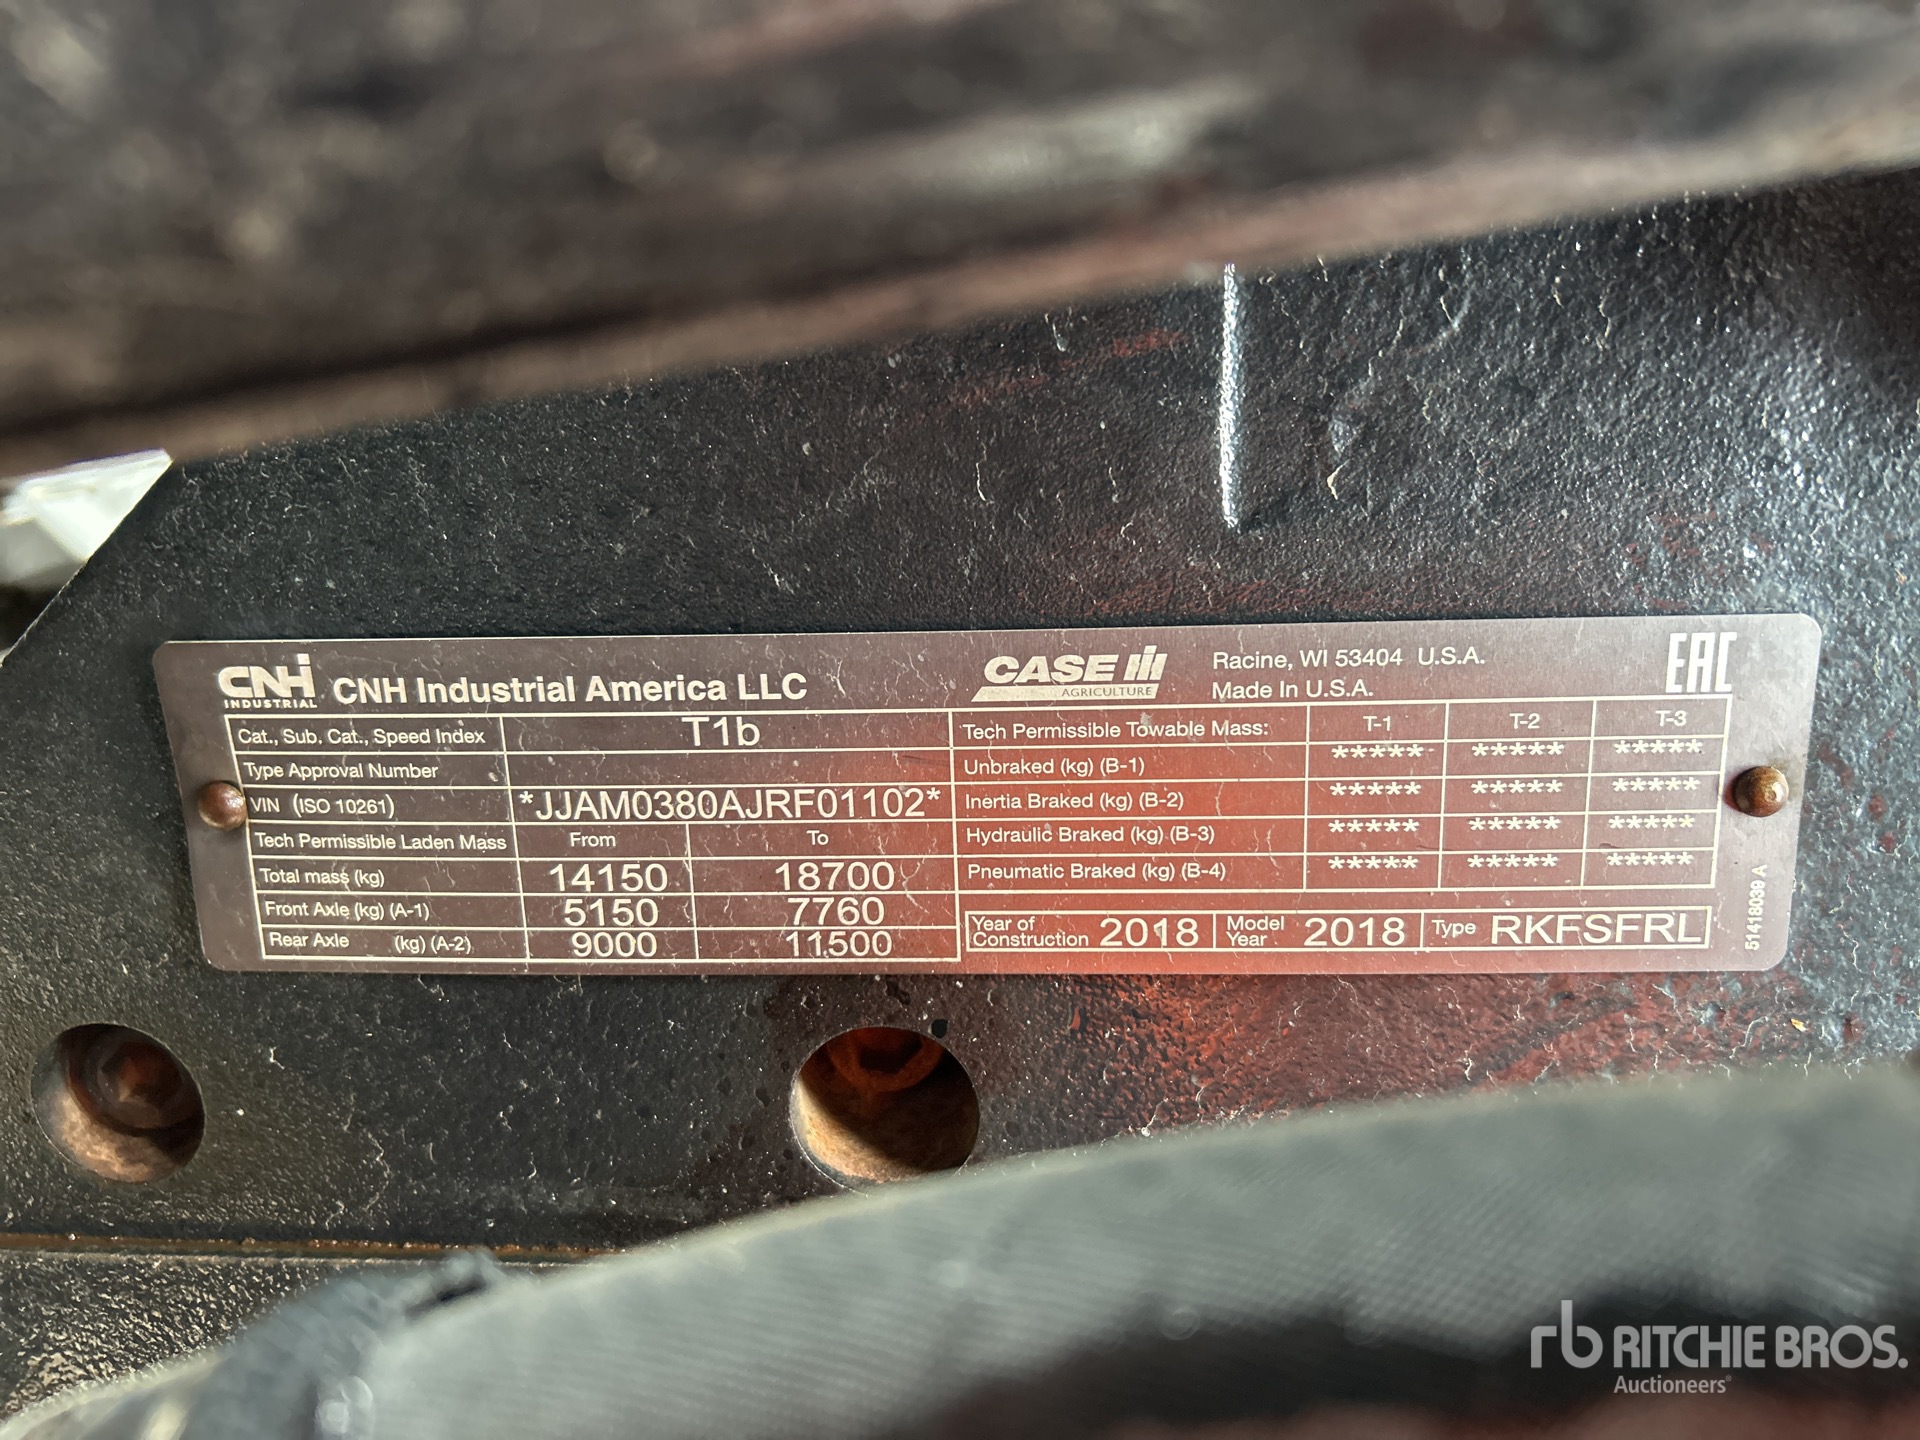 CNH INDUSTRIAL CNH Industrial America LLC
CASE IH AGRICULTURE
Racine, WI 53404 U.S.A.
Made In U.S.A.
EAC
Cat., Sub. Cat., Speed Index T1b
Type Approval Number
VIN (ISO 10261) *JJAM0380AJRF01102*
Tech Permissible Laden Mass From To
Total mass (kg) 14150 18700
Front Axle (kg) (A-1) 5150 7760
Rear Axle (kg) (A-2) 9000 11500
Tech Permissible Towable Mass: T-1 T-2 T-3
Unbraked (kg) (B-1) ***** ***** *****
Inertia Braked (kg) (B-2) ***** ***** *****
Hydraulic Braked (kg) (B-3) ***** ***** *****
Pneumatic Braked (kg) (B-4) ***** ***** *****
Year of Construction 2018 Model Year 2018 Type RKFSFRL
51418039 A
rb RITCHIE BROS.
Auctioneers